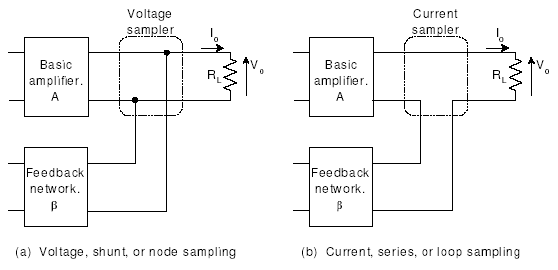 Voltage
sampler
Io
Basic
amplifier.
A
RL
Vo
Feedback
network.
β
(a) Voltage, shunt, or node sampling
Current
sampler
Io
Basic
amplifier.
A
RL
Vo
Feedback
network.
β
(b) Current, series, or loop sampling